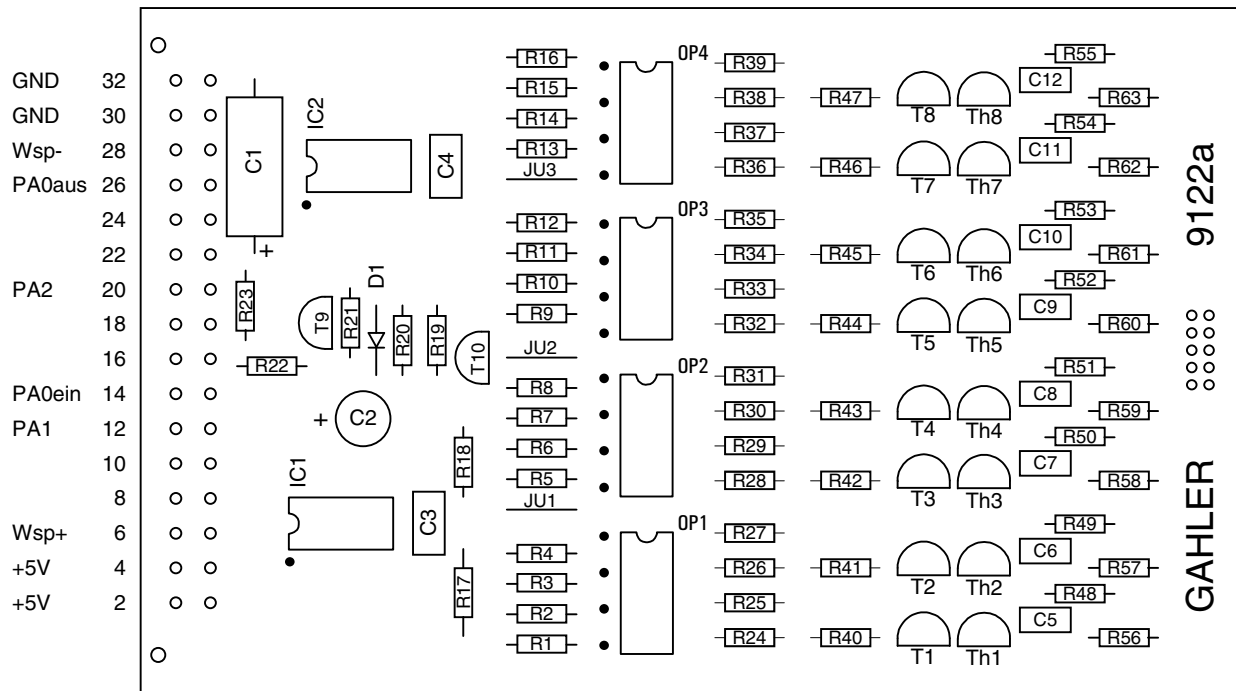 GND 32
GND 30
Wsp- 28
PA0aus 26
24
22
PA2 20
18
16
PA0ein 14
PA1 12
10
8
Wsp+ 6
+5V 4
+5V 2
C1
+
IC2
C4
R23
T9
R21
D1
R20
R19
T10
R22
+ C2
IC1
C3
R18
R17
R16
R15
R14
R13
JU3
R12
R11
R10
R9
JU2
R8
R7
R6
R5
JU1
R4
R3
R2
R1
OP4
OP3
OP2
OP1
R39
R38
R37
R36
R35
R34
R33
R32
R31
R30
R29
R28
R27
R26
R25
R24
R47
R46
R45
R44
R43
R42
R41
R40
T8 Th8
T7 Th7
T6 Th6
T5 Th5
T4 Th4
T3 Th3
T2 Th2
T1 Th1
R55
C12
R63
R54
C11
R62
R53
C10
R61
R52
C9
R60
R51
C8
R59
R50
C7
R58
R49
C6
R57
R48
C5
R56
9122a
GAHLER